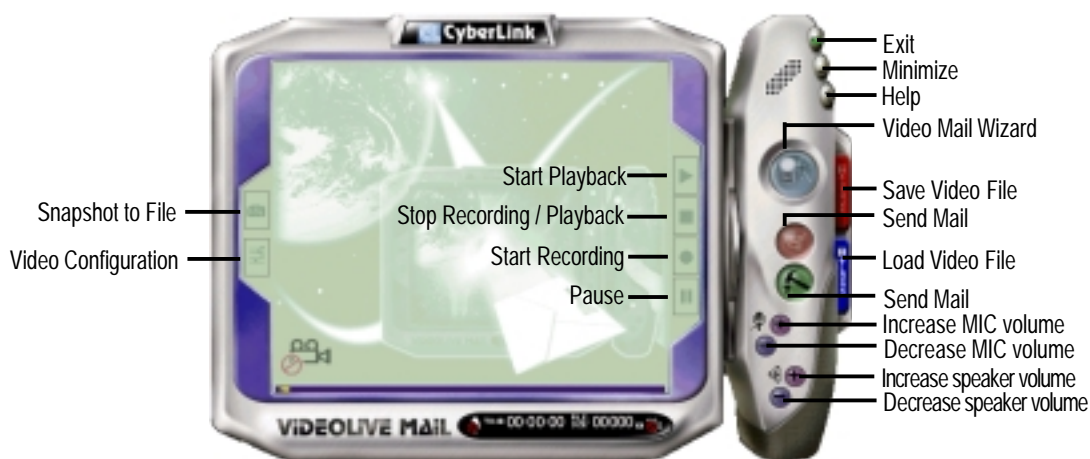 CyberLink
Exit
Minimize
Help
Video Mail Wizard
Start Playback
Save Video File
Snapshot to File
Stop Recording / Playback
Send Mail
Video Configuration
Start Recording
Load Video File
Pause
Send Mail
Increase MIC volume
Decrease MIC volume
Increase speaker volume
Decrease speaker volume
VIDEOLIVE MAIL
00:00:00
00000